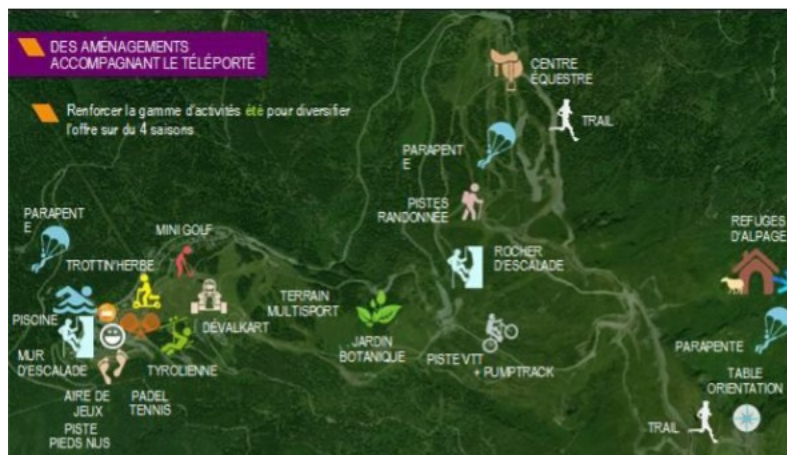 DES AMÉNAGEMENTS
ACCOMPAGNANT LE TÉLÉPORTÉ
Renforcer la gamme d'activités été pour diversifier
l'offre sur du 4 saisons
CENTRE
ÉQUESTRE
TRAIL
PARAPENT
E
PISTES
RANDONNÉE
PARAPENT
E
MINI GOLF
TROTTIN'HERBE
REFUGES
D'ALPAGE
ROCHER
D'ESCALADE
PISCINE
DÉVALKART
TERRAIN
MULTISPORT
JARDIN
BOTANIQUE
PISTE VTT
+ PUMPTRACK
PARAPENTE
MUR
D'ESCALADE
TYROLIENNE
TABLE
ORIENTATION
AIRE DE
JEUX
PADEL
TENNIS
PISTE
PIEDS NUS
TRAIL